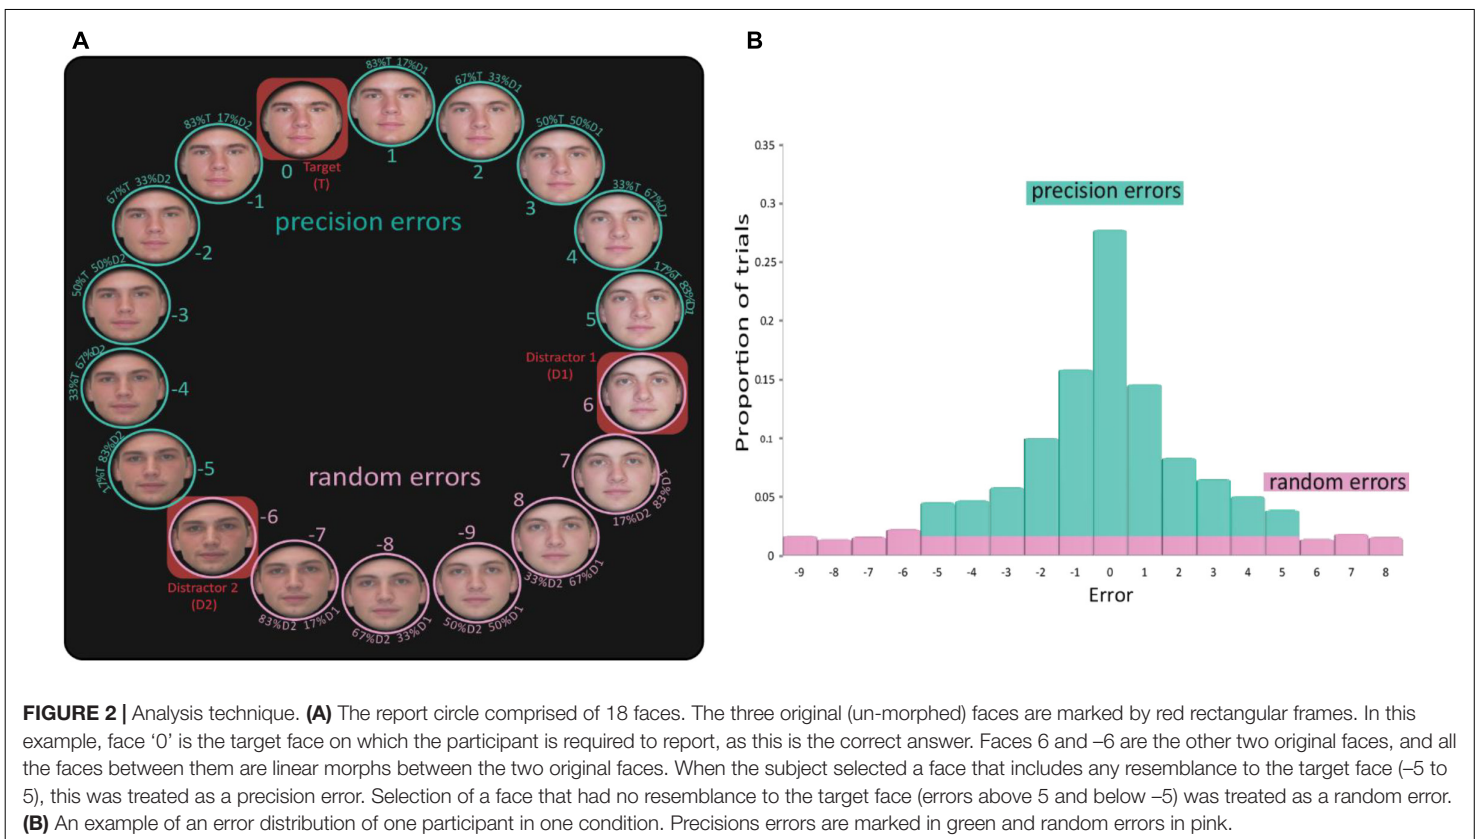 A
B
83%T 17%D1
67%T 33%D1
50%T 50%D1
33%T 67%D1
17%T 83%D1
83%T 17%D2
67%T 33%D2
50%T 50%D2
33%T 67%D2
17%T 83%D2
0 Target
(T)
1
2
3
4
5
-1
-2
-3
-4
-5
precision errors
Distractor 1
(D1)
6
7
17%D2 83%D1
8
33%D2 67%D1
-9
50%D2 50%D1
-8
67%D2 33%D1
-7
83%D2 17%D1
-6
Distractor 2
(D2)
random errors
Proportion of trials
0.35
0.3
0.25
0.2
0.15
0.1
0.05
0
precision errors
random errors
-9 -8 -7 -6 -5 -4 -3 -2 -1 0 1 2 3 4 5 6 7 8
Error
FIGURE 2 | Analysis technique. (A) The report circle comprised of 18 faces. The three original (un-morphed) faces are marked by red rectangular frames. In this
example, face ‘0’ is the target face on which the participant is required to report, as this is the correct answer. Faces 6 and –6 are the other two original faces, and all
the faces between them are linear morphs between the two original faces. When the subject selected a face that includes any resemblance to the target face (–5 to
5), this was treated as a precision error. Selection of a face that had no resemblance to the target face (errors above 5 and below –5) was treated as a random error.
(B) An example of an error distribution of one participant in one condition. Precisions errors are marked in green and random errors in pink.